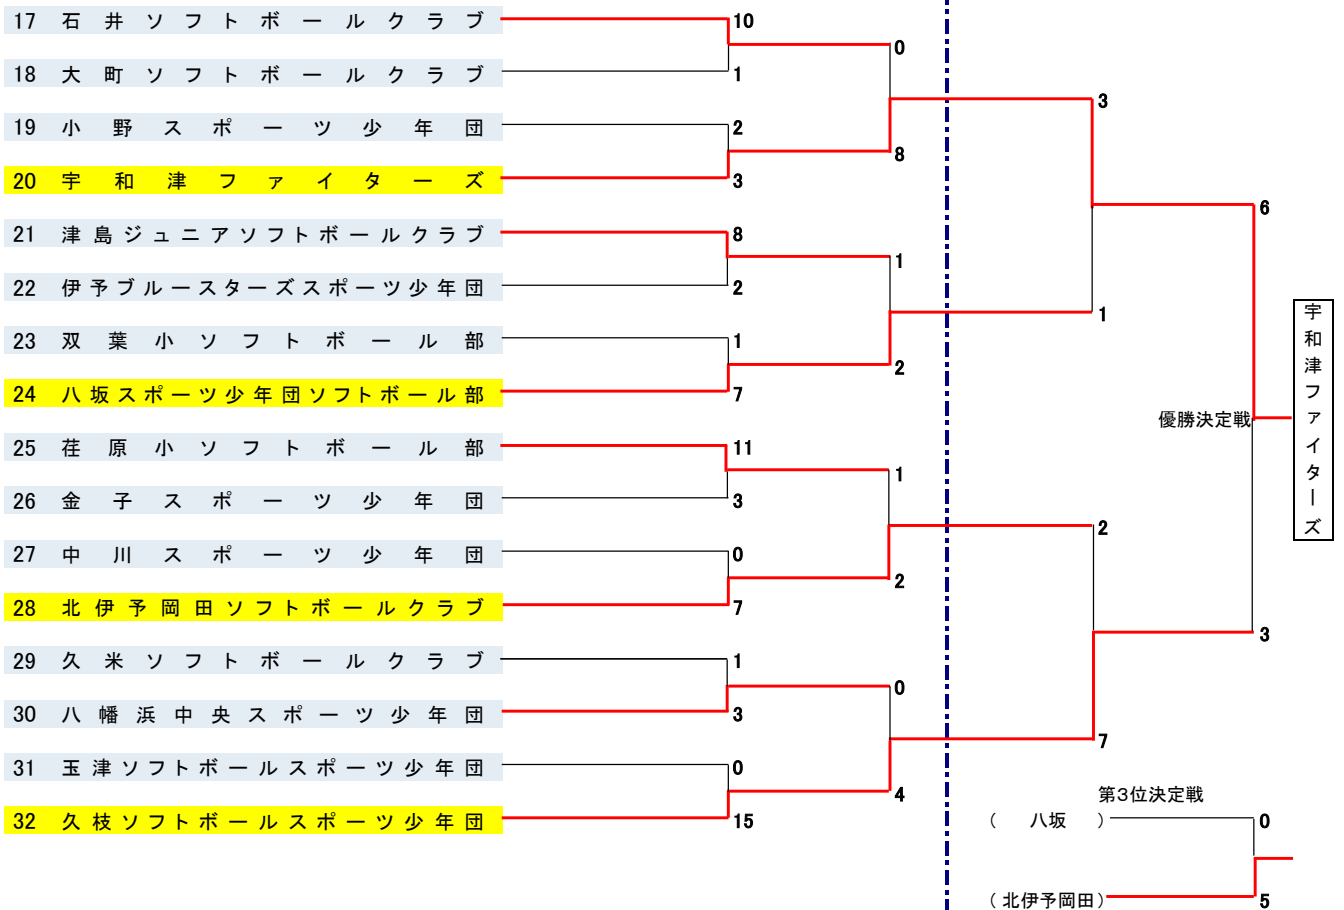 17 石井ソフトボールクラブ 10
0
18 大町ソフトボールクラブ 1
3
19 小野スポーツ少年団 2
8
20 宇和津ファイターズ 3
6
21 津島ジュニアソフトボールクラブ 8
1
22 伊予ブルースターズスポーツ少年団 2
1
23 双葉小ソフトボール部 1
2
24 八坂スポーツ少年団ソフトボール部 7
優勝決定戦
宇和津ファイターズ
25 荏原小ソフトボール部 11
1
26 金子スポーツ少年団 3
2
27 中川スポーツ少年団 0
2
28 北伊予岡田ソフトボールクラブ 7
3
29 久米ソフトボールクラブ 1
0
30 八幡浜中央スポーツ少年団 3
7
31 玉津ソフトボールスポーツ少年団 0
4
32 久枝ソフトボールスポーツ少年団 15
第3位決定戦
（ 八坂 ） 0
（ 北伊予岡田 ） 5